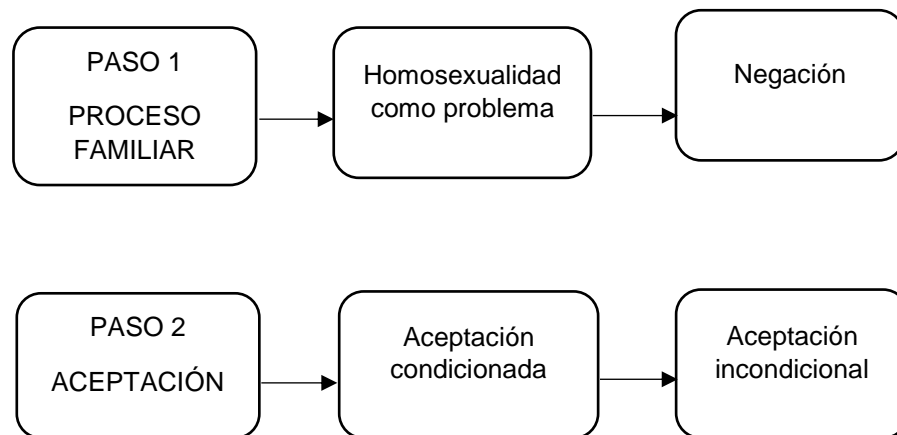 PASO 1
PROCESO
FAMILIAR
Homosexualidad
como problema
Negación
PASO 2
ACEPTACIÓN
Aceptación
condicionada
Aceptación
incondicional